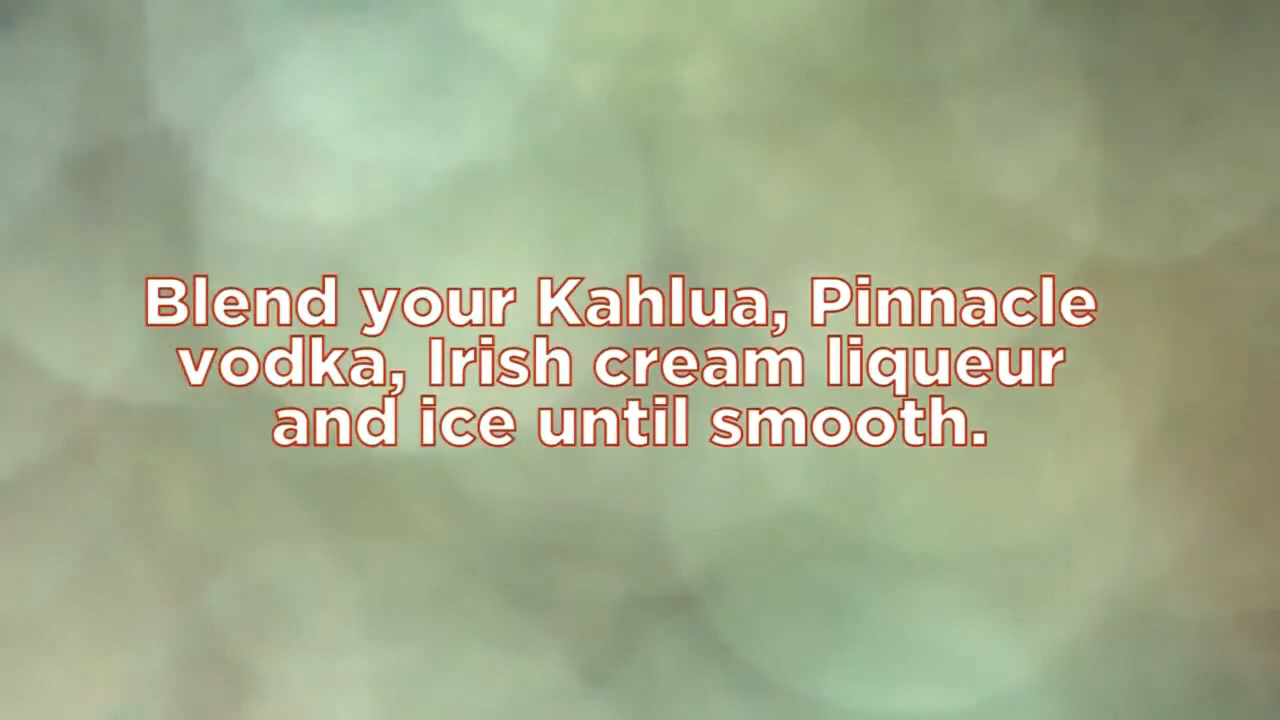 Blend your Kahlua, Pinnacle
vodka, Irish cream liqueur
and ice until smooth.